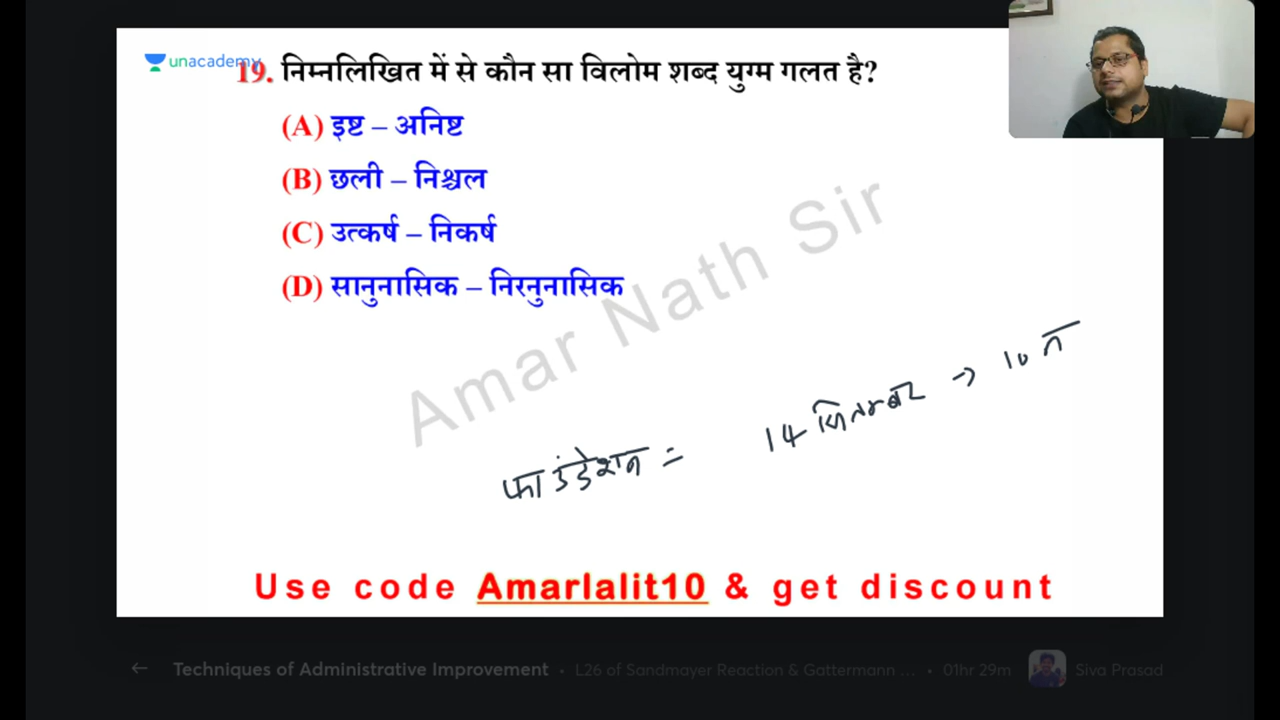 unacademy
19. निम्नलिखित में से कौन सा विलोम शब्द युग्म गलत है?
(A) इष्ट – अनिष्ट
(B) छली – निश्चल
(C) उत्कर्ष – निकर्ष
(D) सानुनासिक – निरनुनासिक
Amar Nath Sir
फाउंडेशन = 14 सितम्बर → 10
Use code Amarlalit10 & get discount
← Techniques of Administrative Improvement • L26 of Sandmayer Reaction & Gattermann ... • 01hr 29m Siva Prasad